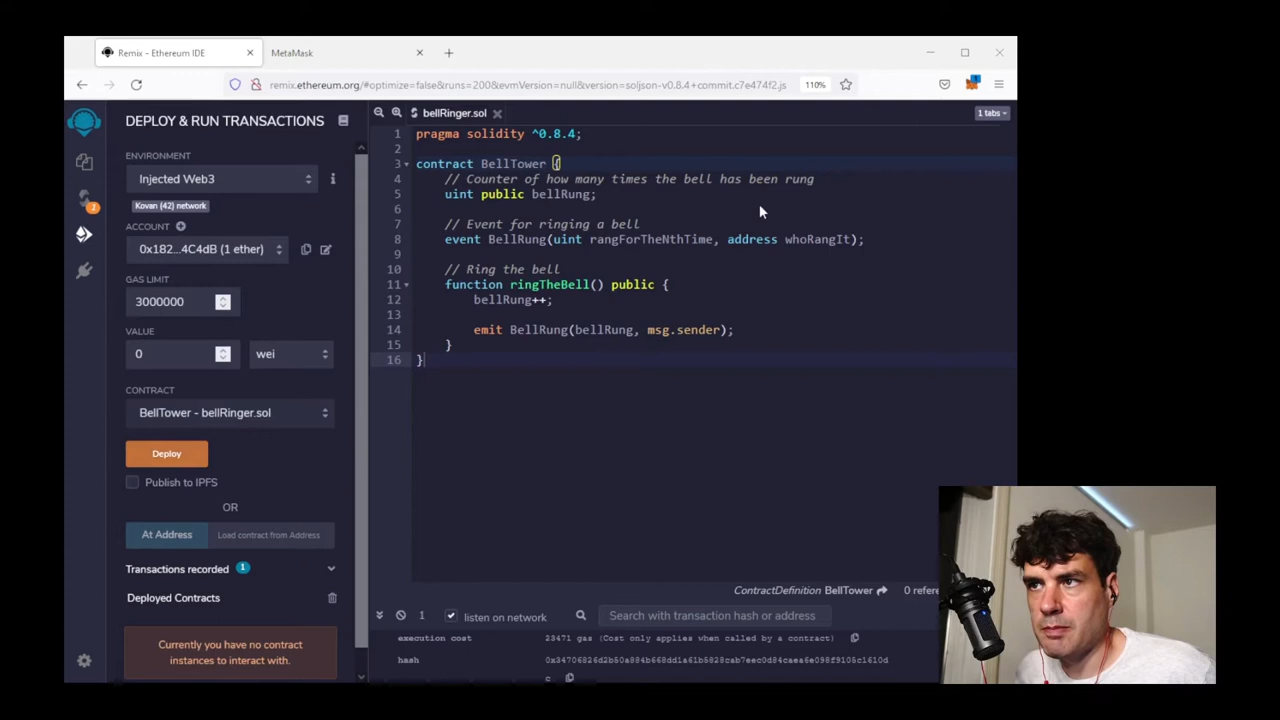 Remix - Ethereum IDE
MetaMask
remix.ethereum.org/#optimize=false&runs=200&evmVersion=null&version=soljson-v0.8.4+commit.c7e474f2.js
110%
DEPLOY & RUN TRANSACTIONS
ENVIRONMENT
Injected Web3
Kovan (42) network
ACCOUNT
0x182...4C4dB (1 ether)
GAS LIMIT
3000000
VALUE
0 wei
CONTRACT
BellTower - bellRinger.sol
Deploy
Publish to IPFS
OR
At Address Load contract from Address
Transactions recorded 1
Deployed Contracts
Currently you have no contract
instances to interact with.
1
bellRinger.sol
1 tabs
1 pragma solidity ^0.8.4;
2
3 contract BellTower {
4 // Counter of how many times the bell has been rung
5 uint public bellRung;
6
7 // Event for ringing a bell
8 event BellRung(uint rangForTheNthTime, address whoRangIt);
9
10 // Ring the bell
11 function ringTheBell() public {
12 bellRung++;
13
14 emit BellRung(bellRung, msg.sender);
15 }
16 }
ContractDefinition BellTower 0 refere
1 listen on network Search with transaction hash or address
execution cost 23471 gas (Cost only applies when called by a contract)
hash